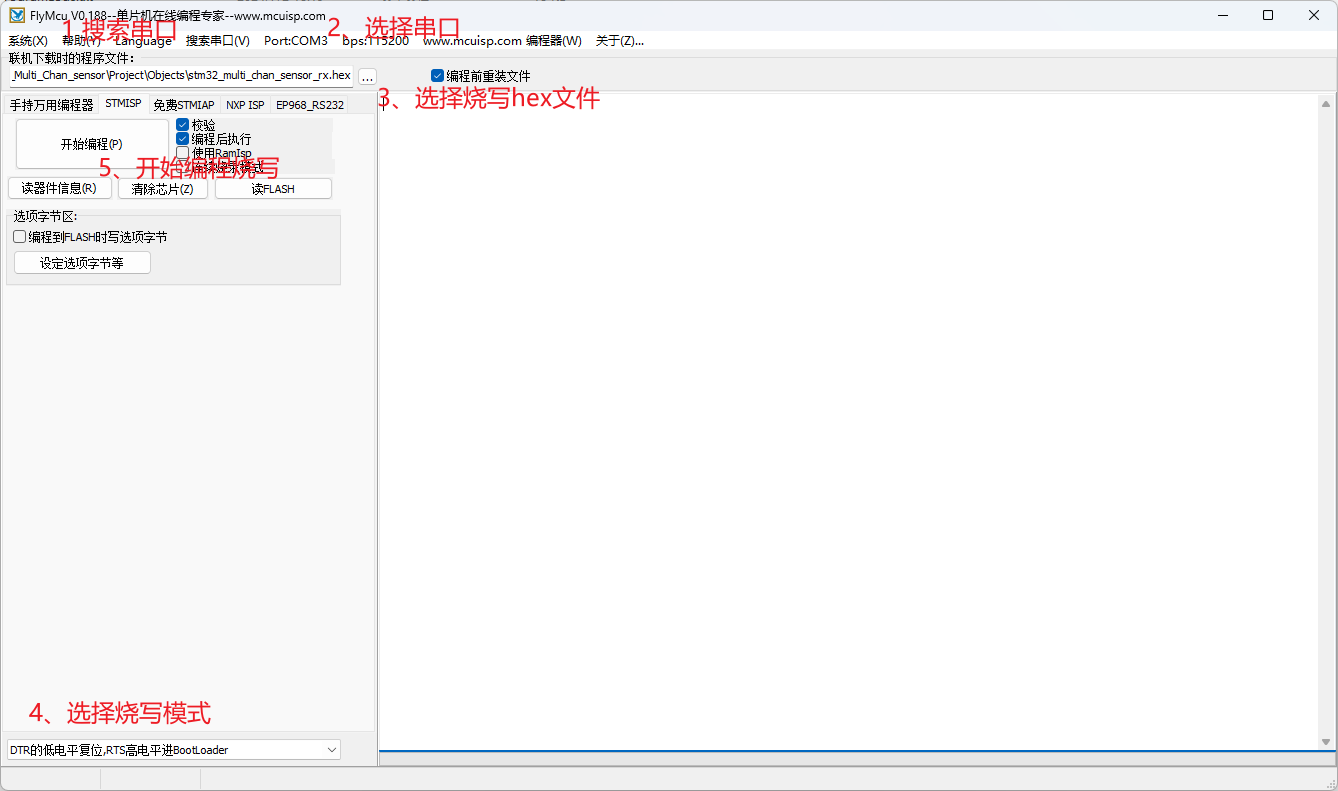 FlyMcu V0.188--单片机在线编程专家--www.mcuisp.com
1 搜索串口
2、选择串口
系统(X) 帮助(Y) Language 搜索串口(V) Port:COM3 bps:115200 www.mcuisp.com 编程器(W) 关于(Z)...
联机下载时的程序文件:
_Multi_Chan_sensor\Project\Objects\stm32_multi_chan_sensor_rx.hex ... 编程前重装文件
3、选择烧写hex文件
手持万用编程器 STMISP 免费STMIAP NXP ISP EP968_RS232
开始编程(P)
校验
编程后执行
使用RamIsp
连续烧录模式
5、开始编程烧写
读器件信息(R) 清除芯片(Z) 读FLASH
选项字节区:
编程到FLASH时写选项字节
设定选项字节等
4、选择烧写模式
DTR的低电平复位,RTS高电平进BootLoader